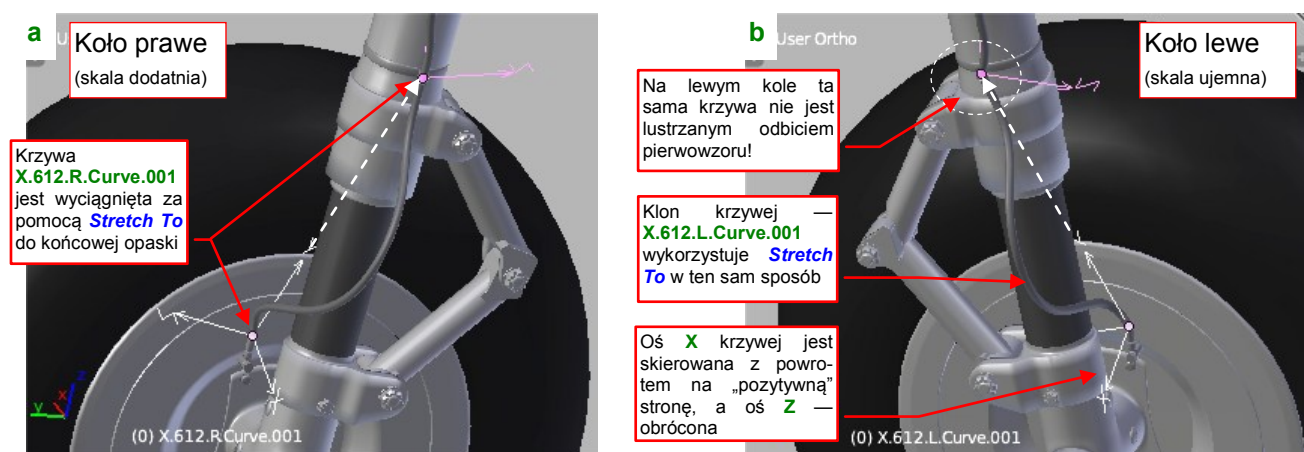 a
U
Koło prawe
(skala dodatnia)
Krzywa
X.612.R.Curve.001
jest wyciągnięta za
pomocą Stretch To
do końcowej opaski
z
x
y
(0) X.612.R.Curve.001
b
User Ortho
Koło lewe
(skala ujemna)
Na lewym kole ta
sama krzywa nie jest
lustrzanym odbiciem
pierwowzoru!
Klon krzywej —
X.612.L.Curve.001
wykorzystuje Stretch
To w ten sam sposób
Oś X krzywej jest
skierowana z powro-
tem na „pozytywną”
stronę, a oś Z —
obrócona
(0) X.612.L.Curve.001